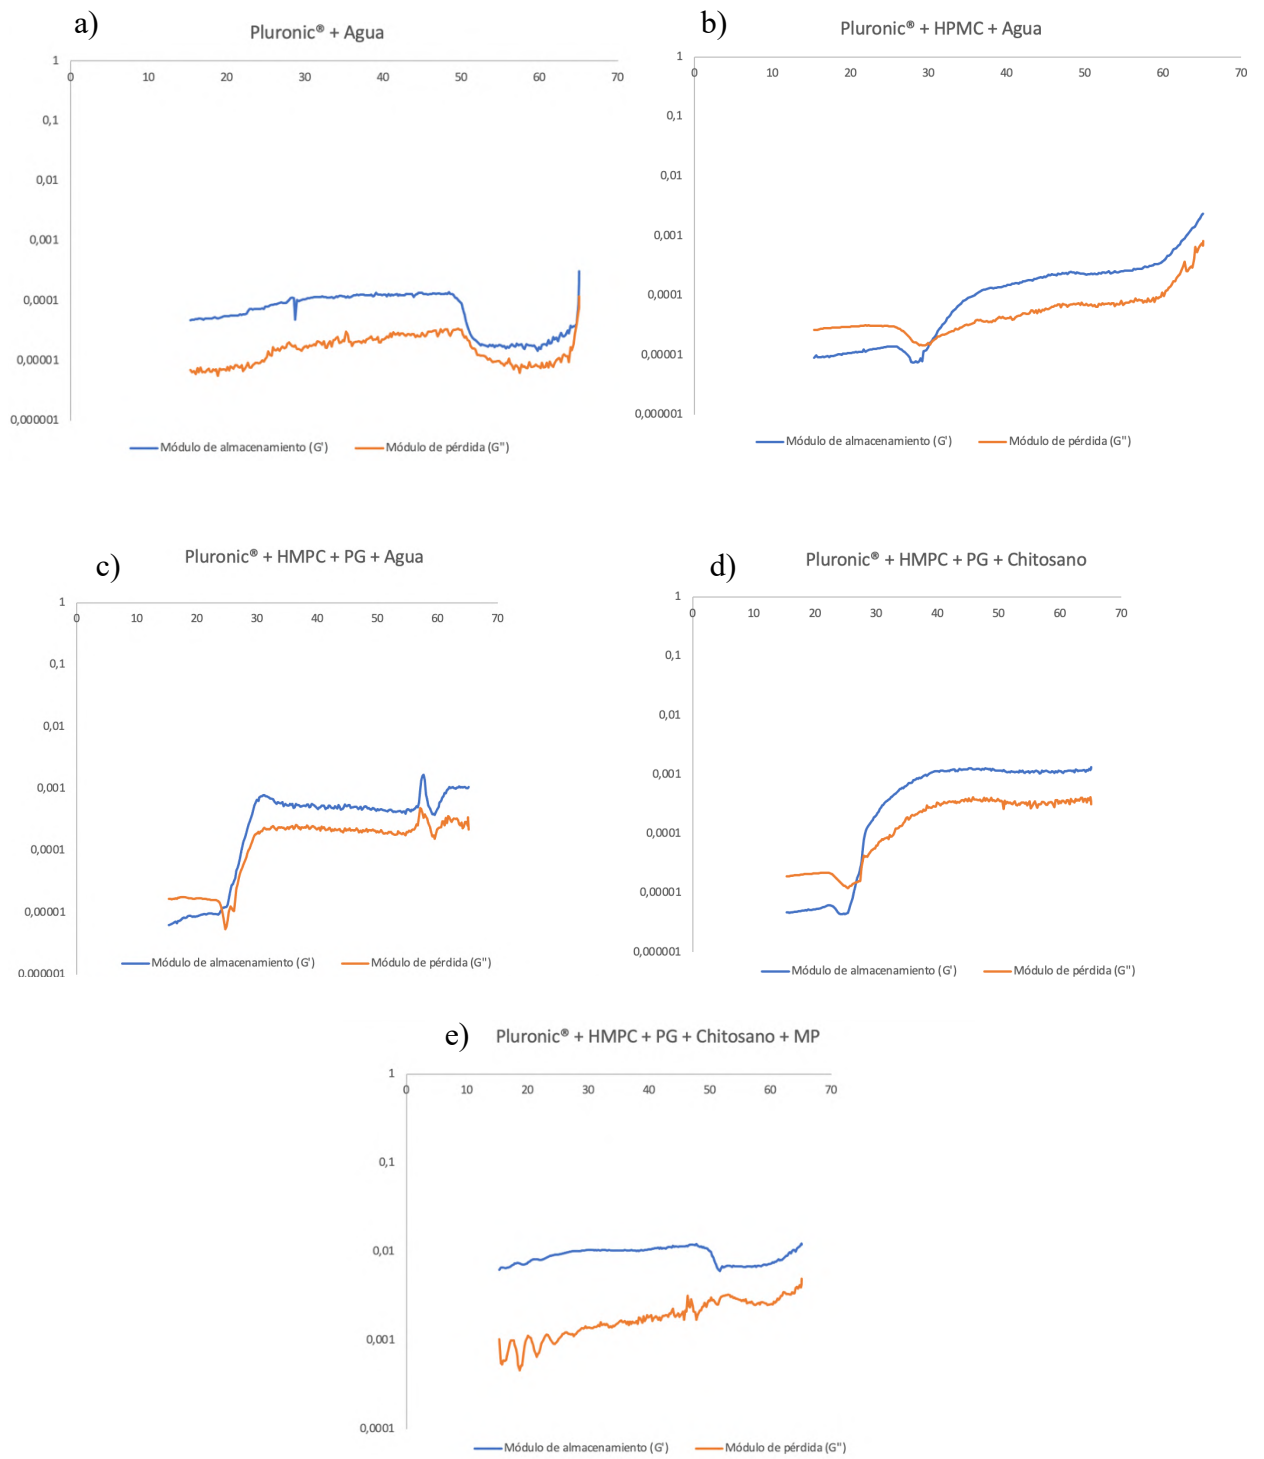 a)
Pluronic® + Agua
1
0 10 20 30 40 50 60 70
0,1
0,01
0,001
0,0001
0,00001
0,000001
Módulo de almacenamiento (G') Módulo de pérdida (G")
b)
Pluronic® + HPMC + Agua
1
0 10 20 30 40 50 60 70
0,1
0,01
0,001
0,0001
0,00001
0,000001
Módulo de almacenamiento (G') Módulo de pérdida (G")
c)
Pluronic® + HMPC + PG + Agua
1
0 10 20 30 40 50 60 70
0,1
0,01
0,001
0,0001
0,00001
0,000001
Módulo de almacenamiento (G') Módulo de pérdida (G")
d)
Pluronic® + HMPC + PG + Chitosano
1
0 10 20 30 40 50 60 70
0,1
0,01
0,001
0,0001
0,00001
0,000001
Módulo de almacenamiento (G') Módulo de pérdida (G")
e) Pluronic® + HMPC + PG + Chitosano + MP
1
0 10 20 30 40 50 60 70
0,1
0,01
0,001
0,0001
Módulo de almacenamiento (G') Módulo de pérdida (G")